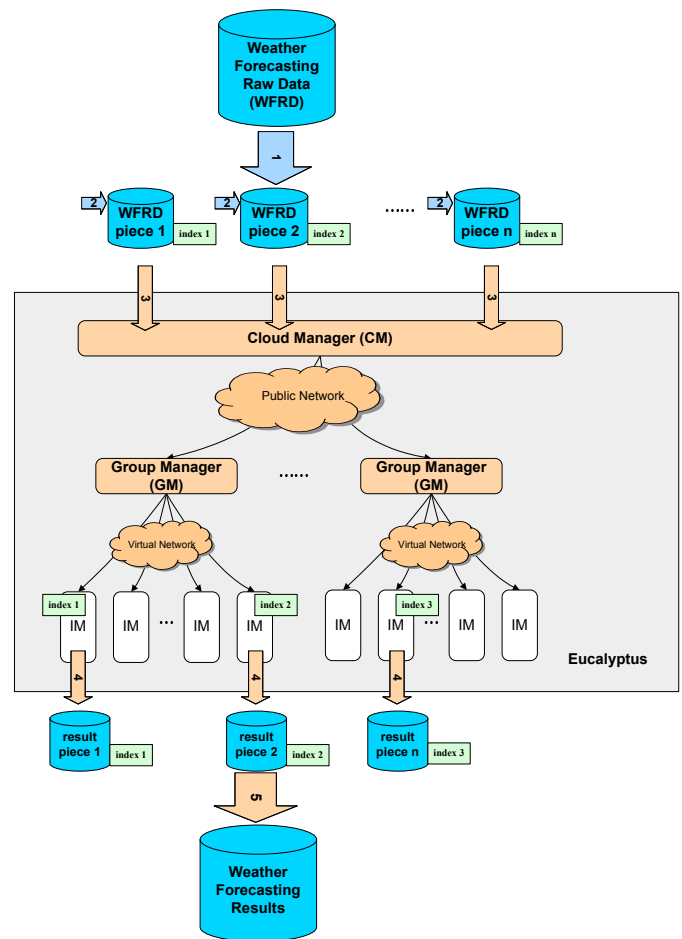 Weather
Forecasting
Raw Data
(WFRD)
1
2
WFRD
piece 1
index 1
2
WFRD
piece 2
index 2
......
2
WFRD
piece n
index n
3
3
3
Cloud Manager (CM)
Public Network
Group Manager
(GM)
......
Group Manager
(GM)
Virtual Network
Virtual Network
index 1
IM
IM
...
IM
index 2
IM
IM
index 3
IM
...
IM
IM
Eucalyptus
4
4
4
result
piece 1
index 1
result
piece 2
index 2
result
piece n
index 3
5
Weather
Forecasting
Results